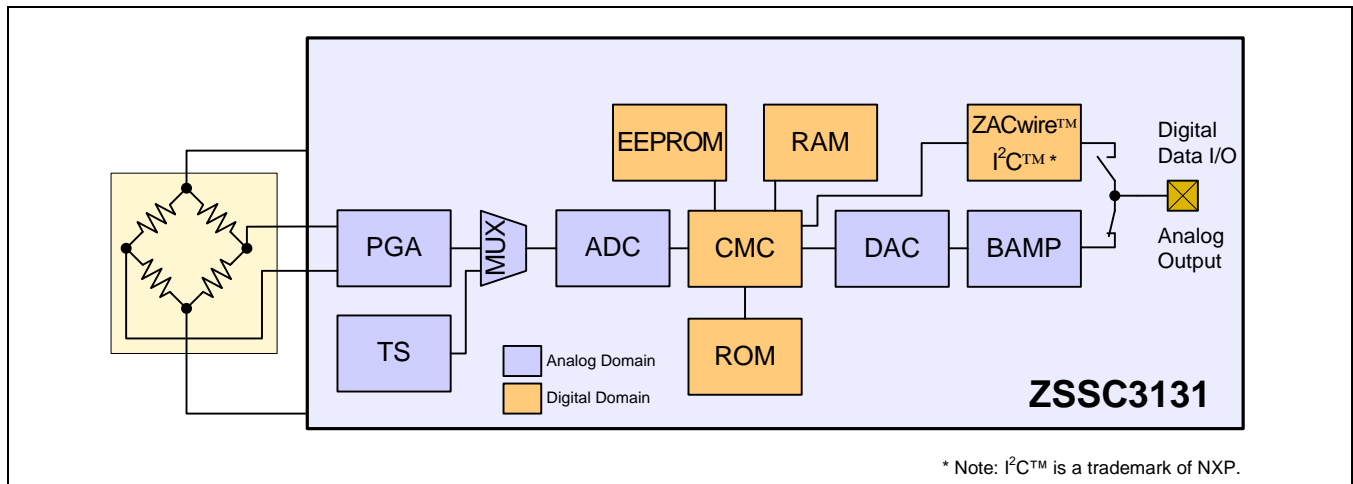 EEPROM
RAM
ZACwire™
I²C™ *
Digital
Data I/O
PGA
MUX
ADC
CMC
DAC
BAMP
Analog
Output
TS
ROM
Analog Domain
Digital Domain
ZSSC3131
* Note: I²C™ is a trademark of NXP.